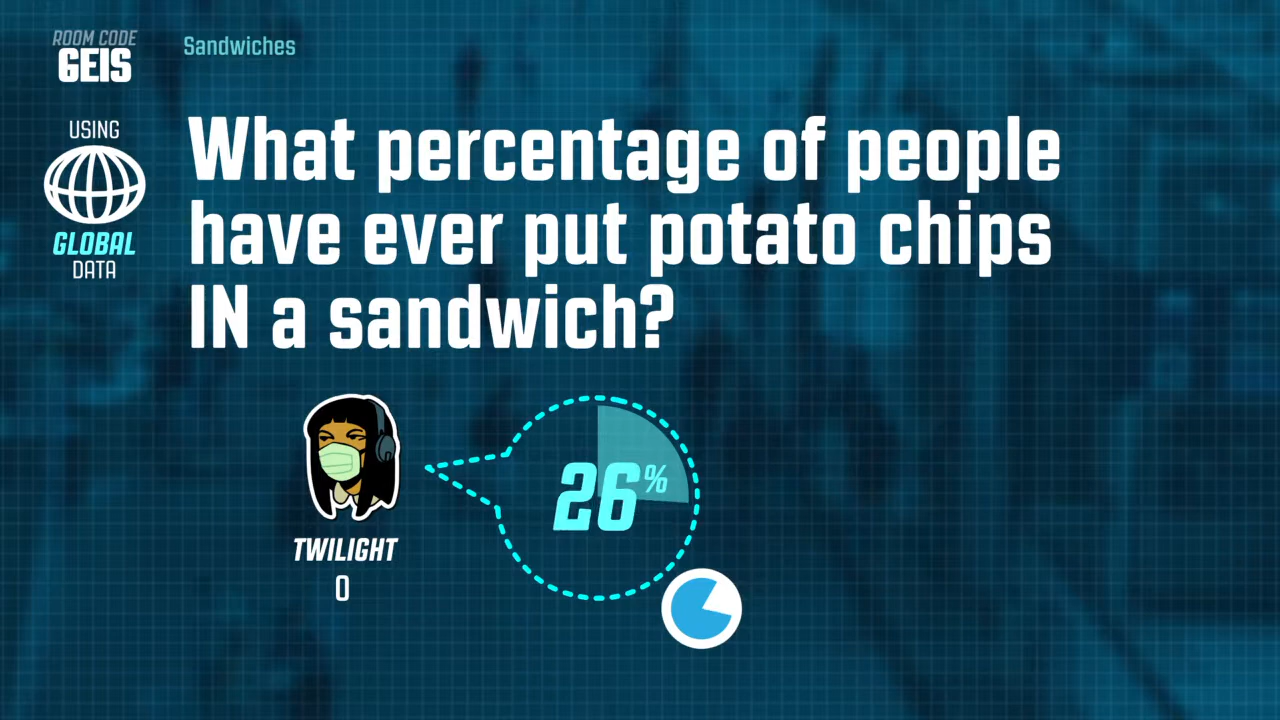 ROOM CODE
GEIS
Sandwiches
USING
GLOBAL
DATA
What percentage of people
have ever put potato chips
IN a sandwich?
26%
TWILIGHT
0